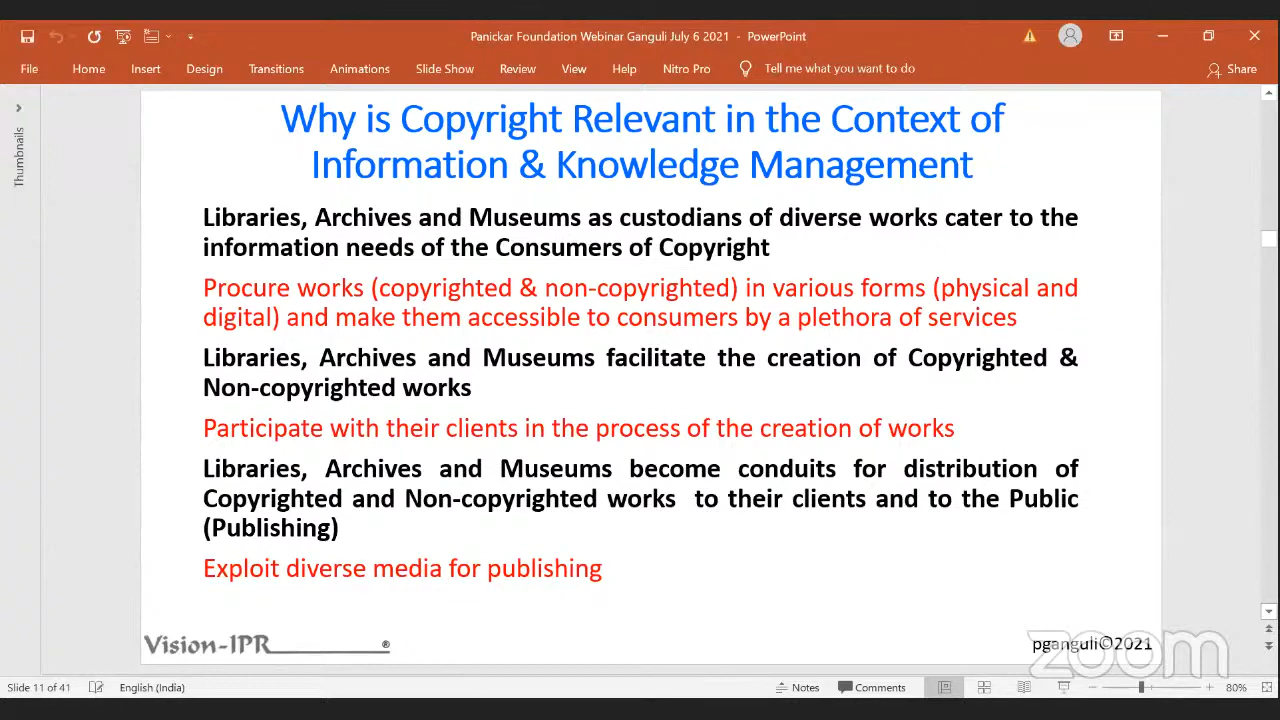 Panickar Foundation Webinar Ganguli July 6 2021 - PowerPoint
File Home Insert Design Transitions Animations Slide Show Review View Help Nitro Pro Tell me what you want to do Share
Thumbnails
Why is Copyright Relevant in the Context of
Information & Knowledge Management
Libraries, Archives and Museums as custodians of diverse works cater to the
information needs of the Consumers of Copyright
Procure works (copyrighted & non-copyrighted) in various forms (physical and
digital) and make them accessible to consumers by a plethora of services
Libraries, Archives and Museums facilitate the creation of Copyrighted &
Non-copyrighted works
Participate with their clients in the process of the creation of works
Libraries, Archives and Museums become conduits for distribution of
Copyrighted and Non-copyrighted works to their clients and to the Public
(Publishing)
Exploit diverse media for publishing
Vision-IPR ®
pganguli©2021
zoom
Slide 11 of 41 English (India) Notes Comments 80%